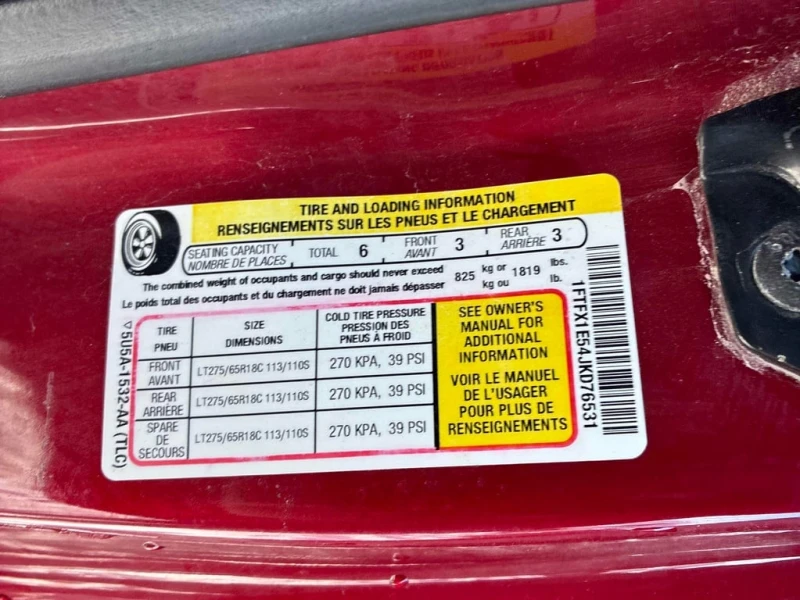 TIRE AND LOADING INFORMATION
RENSEIGNEMENTS SUR LES PNEUS ET LE CHARGEMENT
SEATING CAPACITY
NOMBRE DE PLACES
TOTAL 6
FRONT
AVANT 3
REAR
ARRIÈRE 3
The combined weight of occupants and cargo should never exceed
Le poids total des occupants et du chargement ne doit jamais dépasser
825 kg or 1819 lbs.
kg ou lb.
TIRE
PNEU
SIZE
DIMENSIONS
COLD TIRE PRESSURE
PRESSION DES
PNEUS À FROID
FRONT
AVANT
LT275/65R18C 113/110S
270 KPA, 39 PSI
REAR
ARRIÈRE
LT275/65R18C 113/110S
270 KPA, 39 PSI
SPARE
DE
SECOURS
LT275/65R18C 113/110S
270 KPA, 39 PSI
SEE OWNER'S
MANUAL FOR
ADDITIONAL
INFORMATION
VOIR LE MANUEL
DE L'USAGER
POUR PLUS DE
RENSEIGNEMENTS
5U5A-1532-AA (TLC)
1FTFX1E54JKD76531